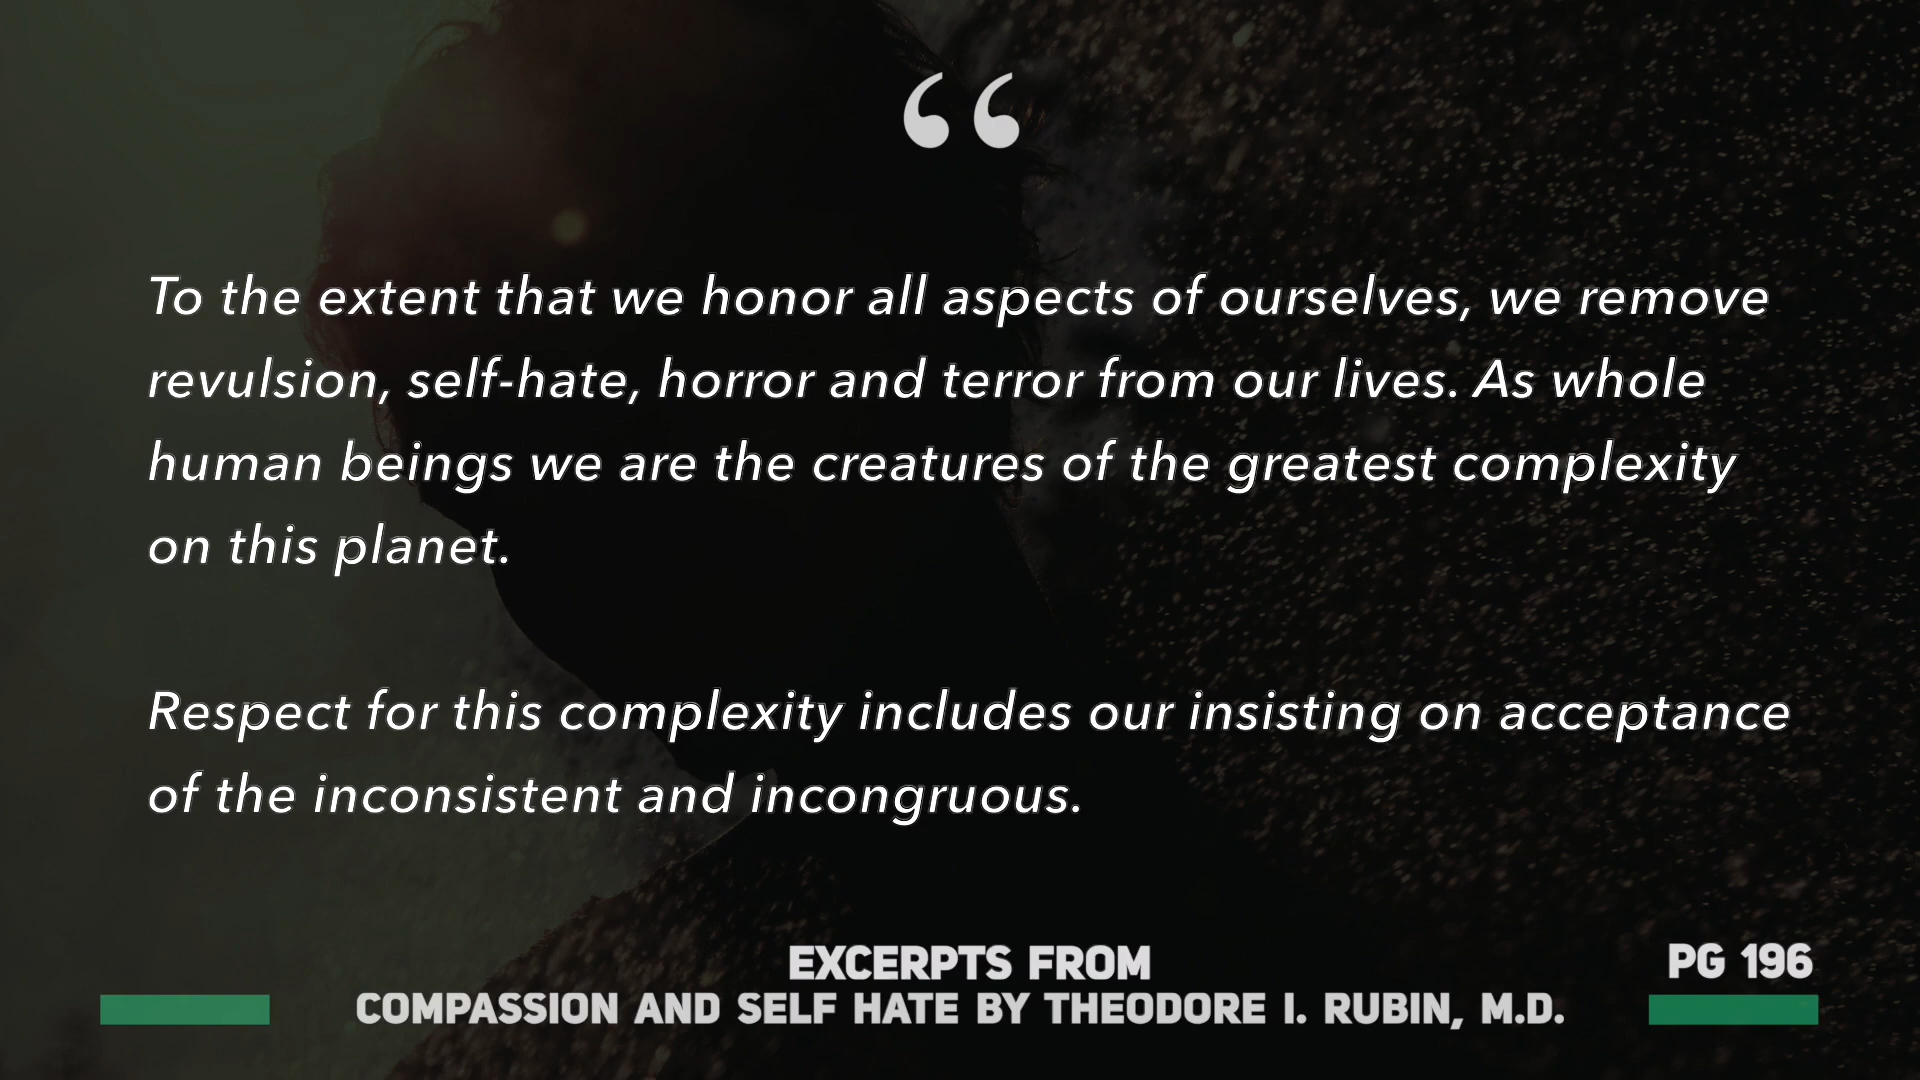 “
To the extent that we honor all aspects of ourselves, we remove
revulsion, self-hate, horror and terror from our lives. As whole
human beings we are the creatures of the greatest complexity
on this planet.
Respect for this complexity includes our insisting on acceptance
of the inconsistent and incongruous.
EXCERPTS FROM
COMPASSION AND SELF HATE BY THEODORE I. RUBIN, M.D.
PG 196